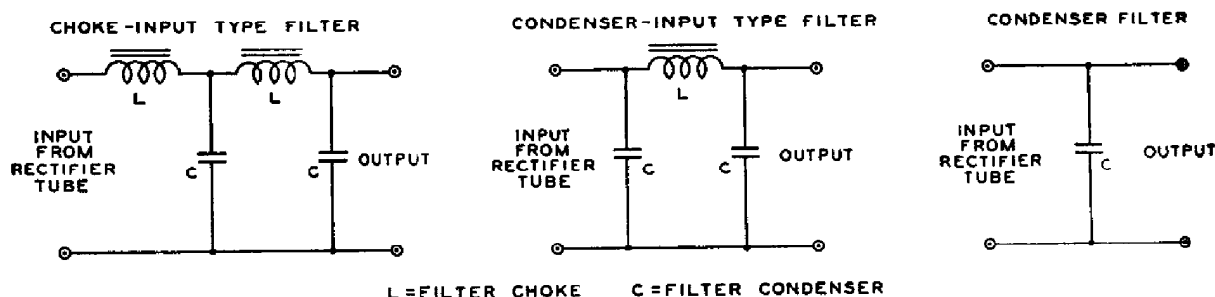 CHOKE-INPUT TYPE FILTER
L
L
INPUT
FROM
RECTIFIER
TUBE
C
C
OUTPUT
CONDENSER-INPUT TYPE FILTER
L
INPUT
FROM
RECTIFIER
TUBE
C
C
OUTPUT
CONDENSER FILTER
INPUT
FROM
RECTIFIER
TUBE
C
OUTPUT
L=FILTER CHOKE C=FILTER CONDENSER